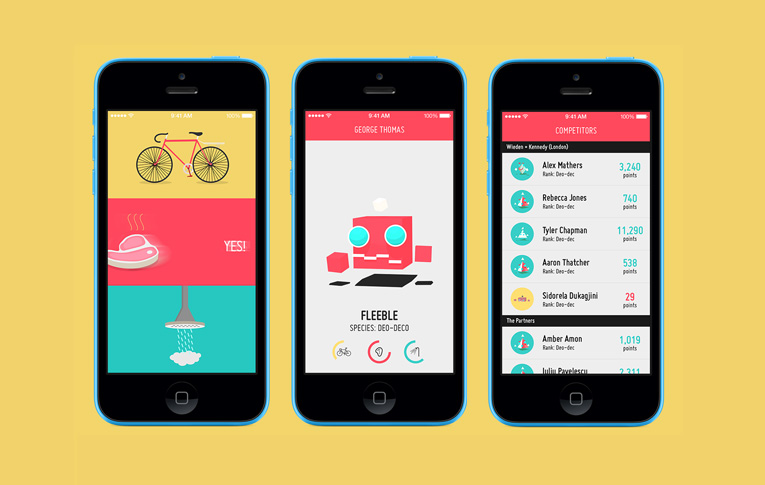 9:41 AM 100%
YES!
9:41 AM 100%
GEORGE THOMAS
FLEEBLE
SPECIES: DEO-DECO
9:41 AM 100%
COMPETITORS
Wieden + Kennedy (London)
Alex Mathers
Rank: Deo-dec
3,240
points
Rebecca Jones
Rank: Deo-dec
740
points
Tyler Chapman
Rank: Deo-dec
11,290
points
Aaron Thatcher
Rank: Deo-dec
538
points
Sidorela Dukagjini
Rank: Deo-dec
29
points
The Partners
Amber Amon
Rank: Deo-dec
1,019
points
Iuliu Pavelescu
2,311